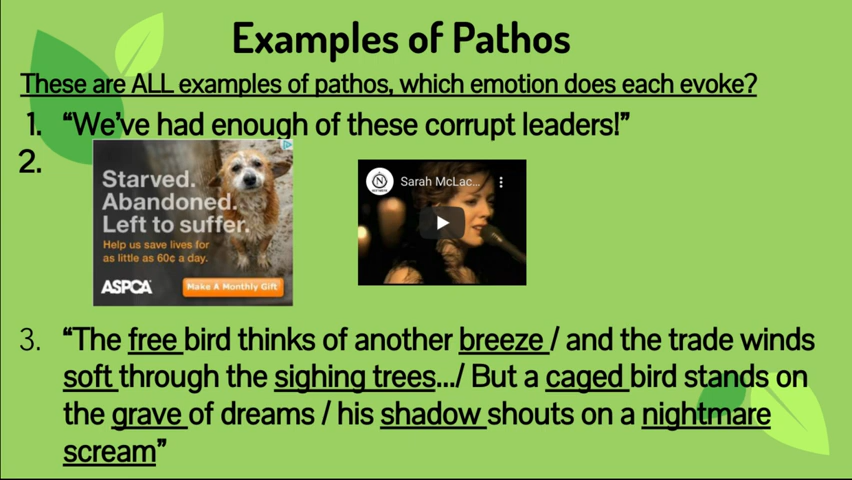 Examples of Pathos
These are ALL examples of pathos, which emotion does each evoke?
1. “We’ve had enough of these corrupt leaders!”
2.
Starved.
Abandoned.
Left to suffer.
Help us save lives for
as little as 60¢ a day.
ASPCA
Make A Monthly Gift
Sarah McLac...
3. “The free bird thinks of another breeze / and the trade winds
soft through the sighing trees.../ But a caged bird stands on
the grave of dreams / his shadow shouts on a nightmare
scream”